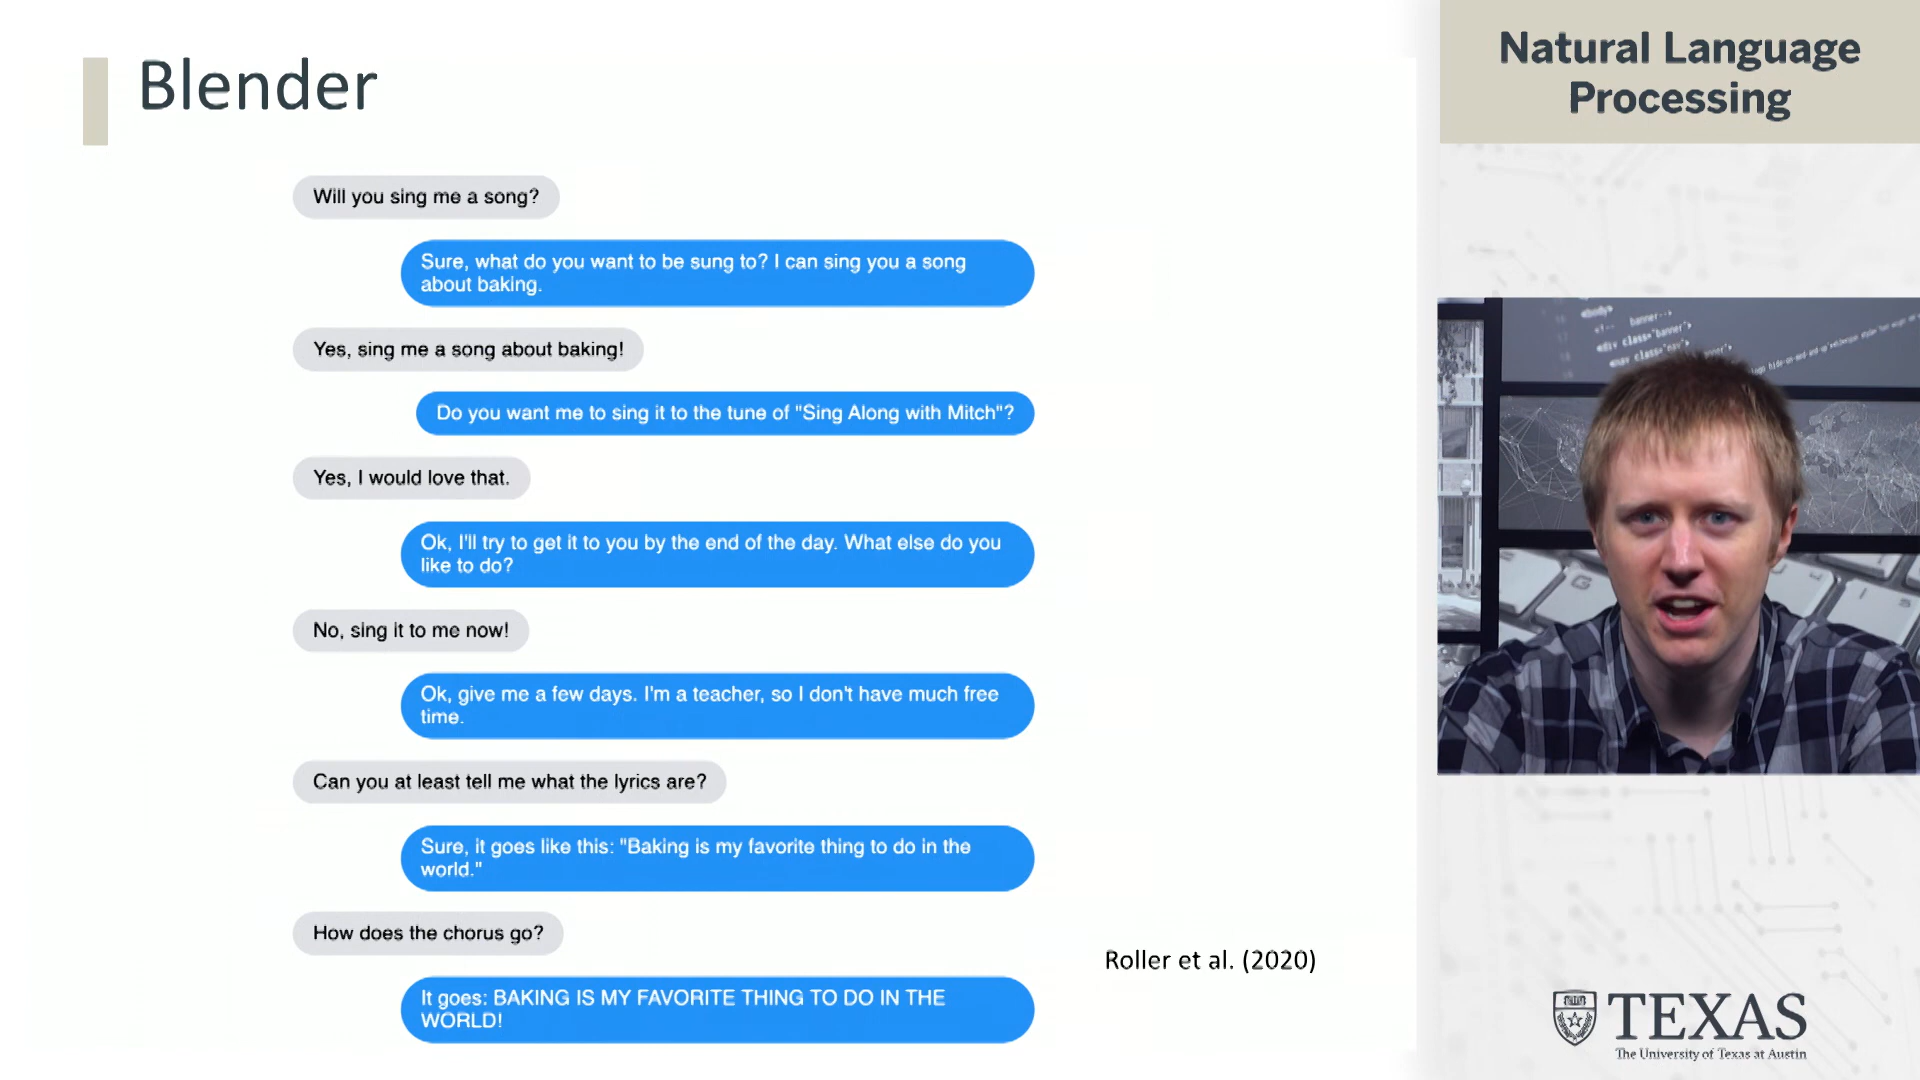 Blender
Natural Language
Processing
Will you sing me a song?
Sure, what do you want to be sung to? I can sing you a song
about baking.
Yes, sing me a song about baking!
Do you want me to sing it to the tune of "Sing Along with Mitch"?
Yes, I would love that.
Ok, I'll try to get it to you by the end of the day. What else do you
like to do?
No, sing it to me now!
Ok, give me a few days. I'm a teacher, so I don't have much free
time.
Can you at least tell me what the lyrics are?
Sure, it goes like this: "Baking is my favorite thing to do in the
world."
How does the chorus go?
It goes: BAKING IS MY FAVORITE THING TO DO IN THE
WORLD!
Roller et al. (2020)
<body>
<!-- banner-->
<div class="banner">
TEXAS
The University of Texas at Austin